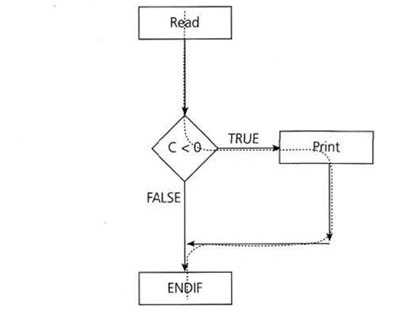 Read
C < 0
TRUE
Print
FALSE
ENDIF